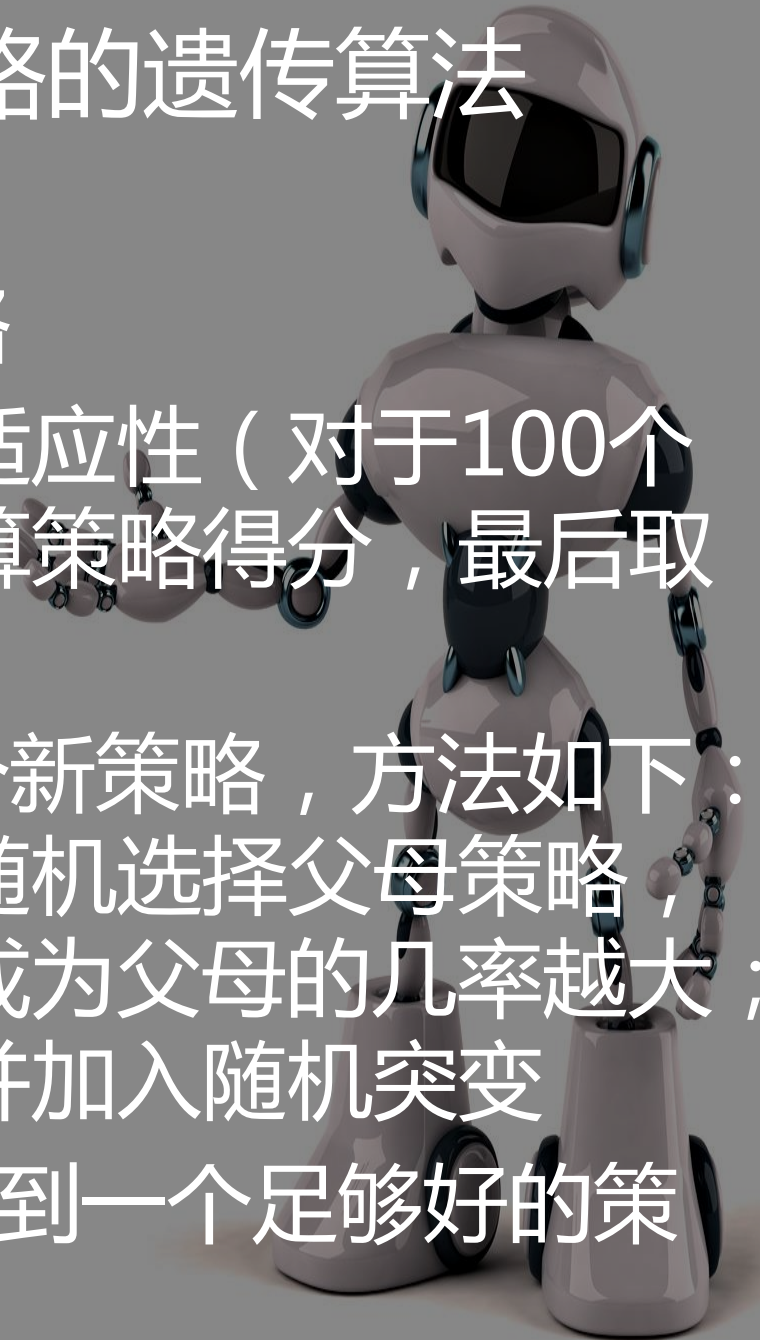 略的遗传算法
略
适应性（对于100个
算策略得分，最后取
个新策略，方法如下：
随机选择父母策略，
成为父母的几率越大；
并加入随机突变
到一个足够好的策